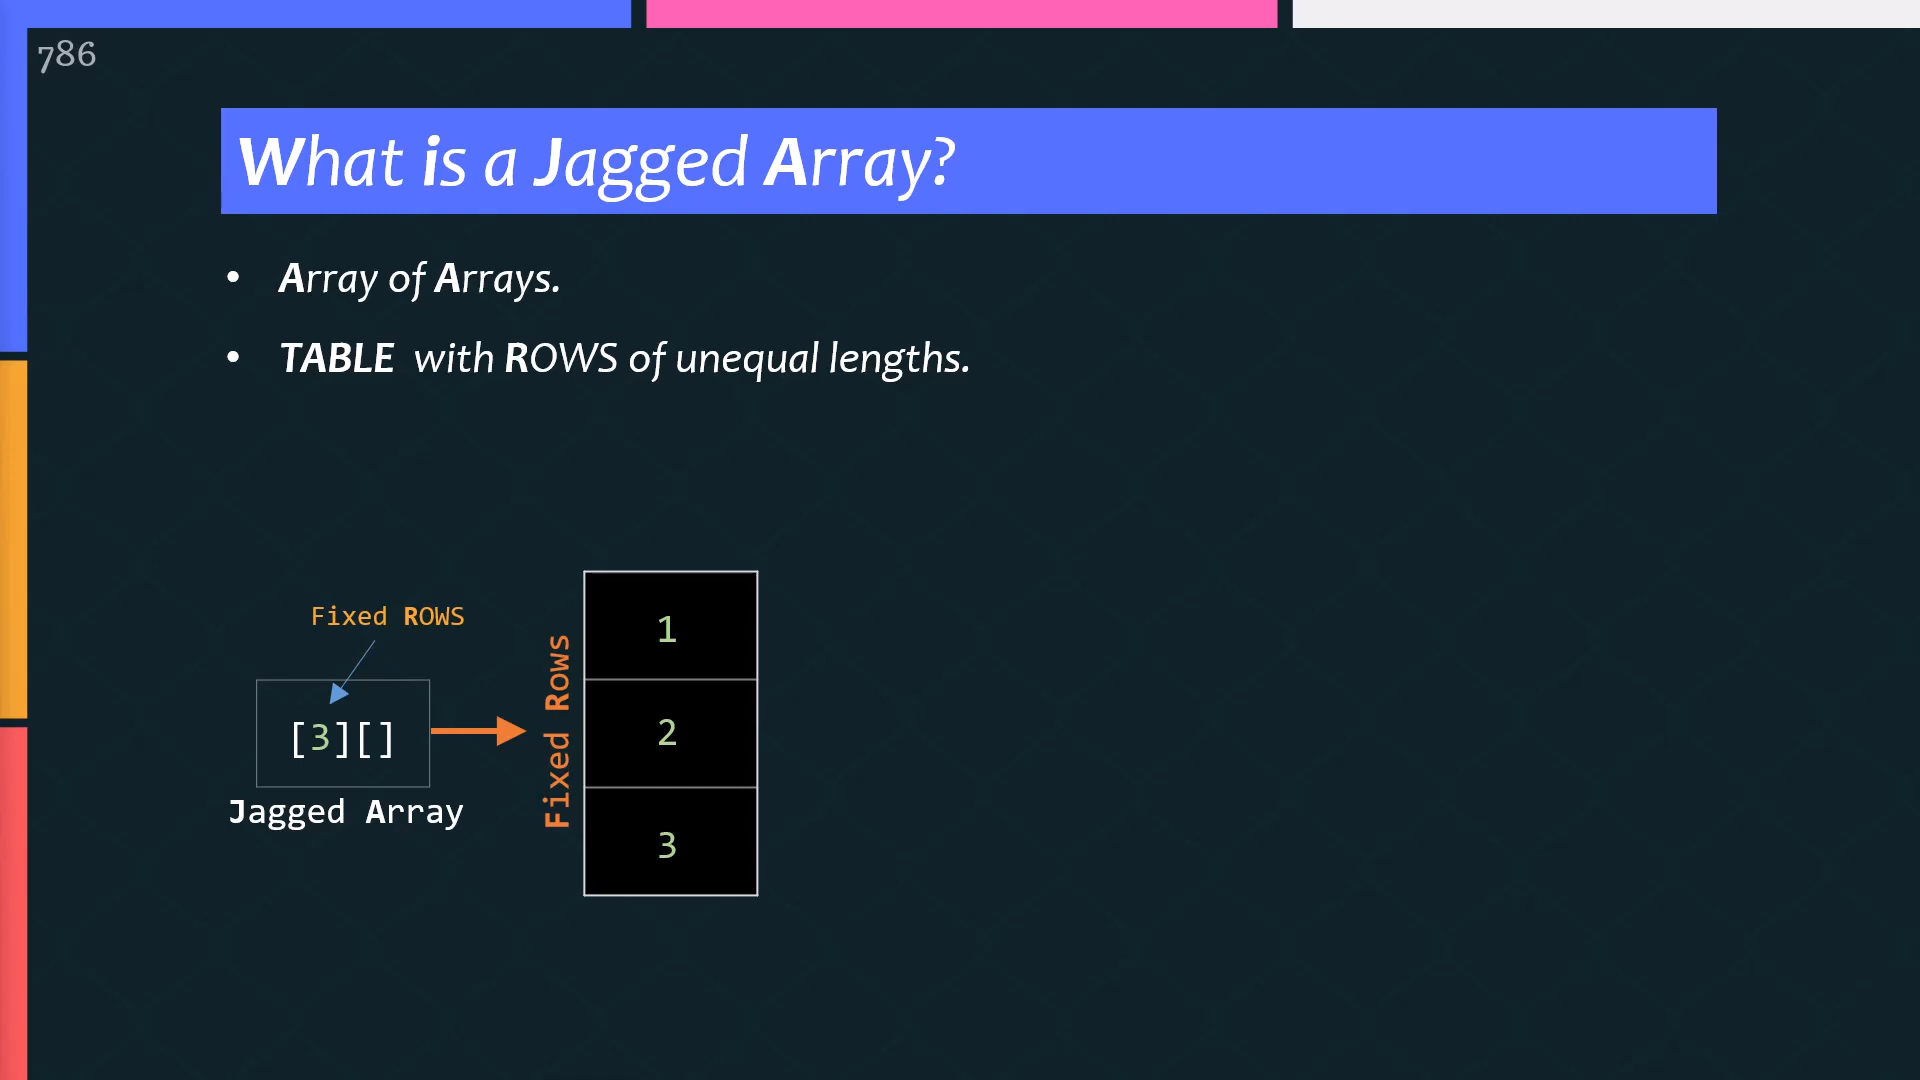 786
What is a Jagged Array?
• Array of Arrays.
• TABLE with ROWS of unequal lengths.
Fixed ROWS
[3][]
Jagged Array
Fixed Rows
1
2
3